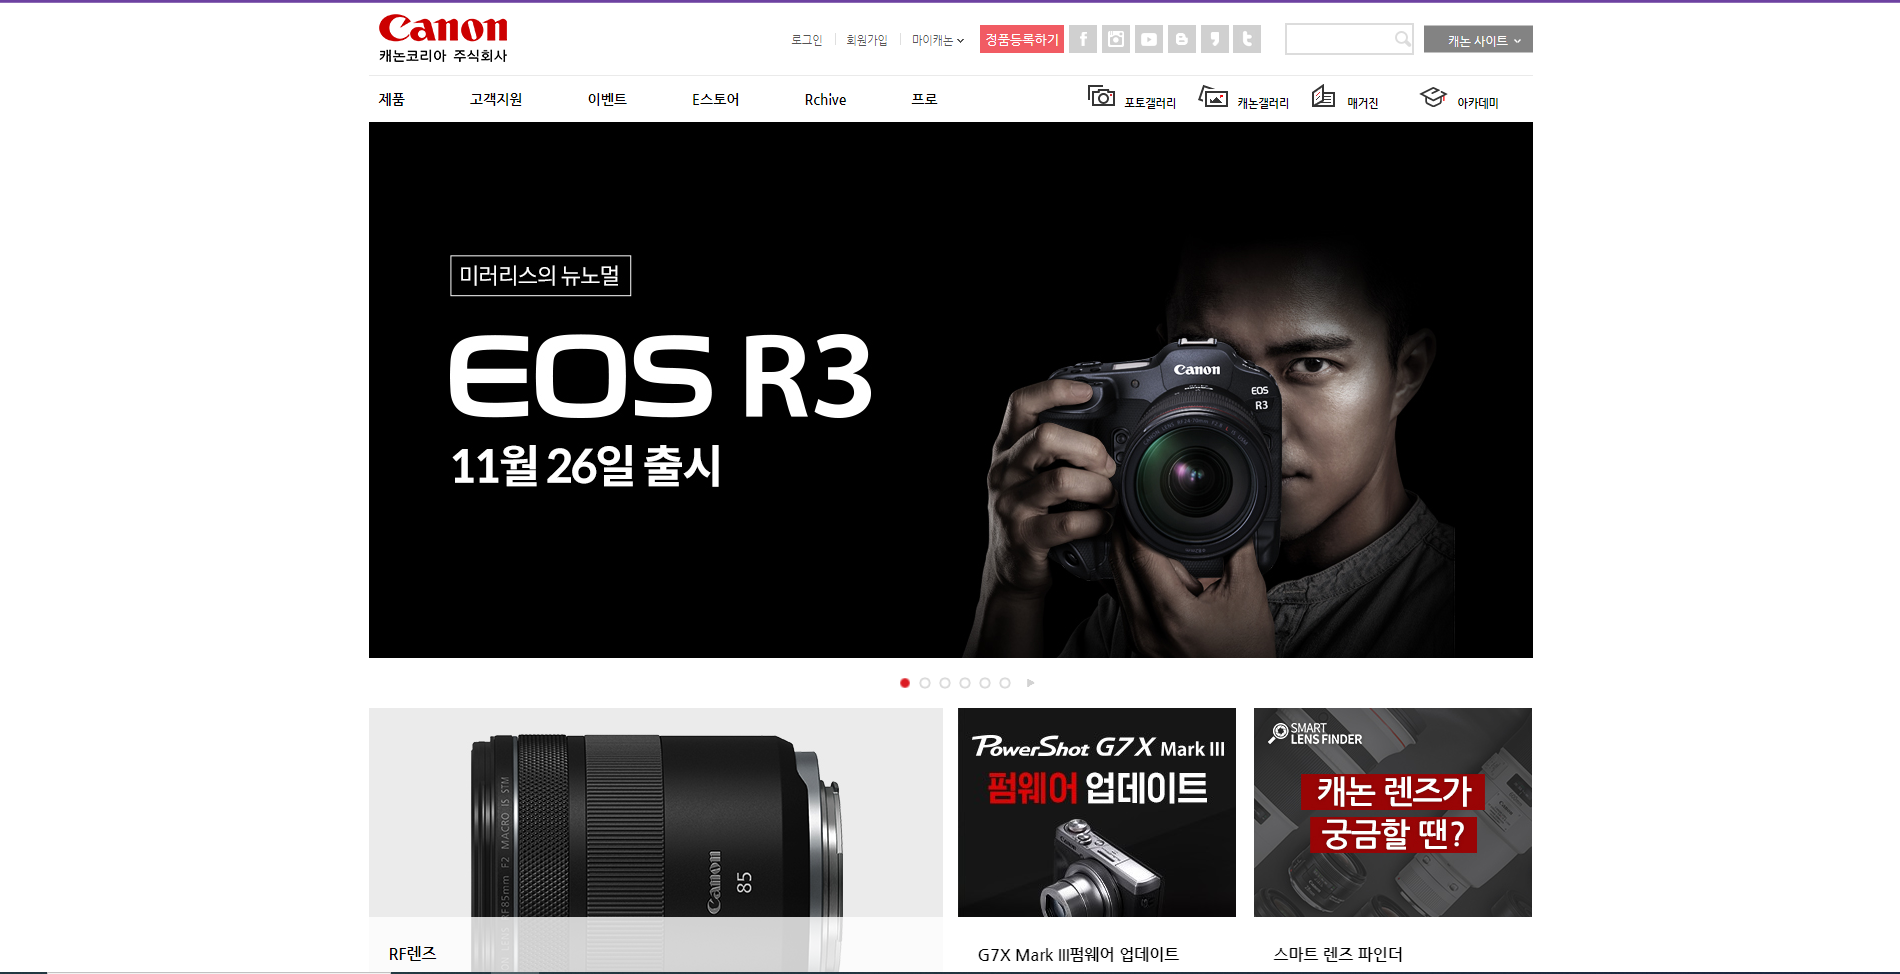 Canon
캐논코리아 주식회사
로그인
회원가입
마이캐논
정품등록하기
캐논 사이트
제품
고객지원
이벤트
E스토어
Rchive
프로
포토갤러리
캐논갤러리
매거진
아카데미
미러리스의 뉴노멀
EOS R3
11월 26일 출시
Canon
EOS
R3
RF85mm F2 MACRO IS STM
Canon
85
PowerShot G7X Mark III
펌웨어 업데이트
SMART
LENS FINDER
캐논 렌즈가
궁금할 땐?
RF렌즈
G7X Mark III펌웨어 업데이트
스마트 렌즈 파인더